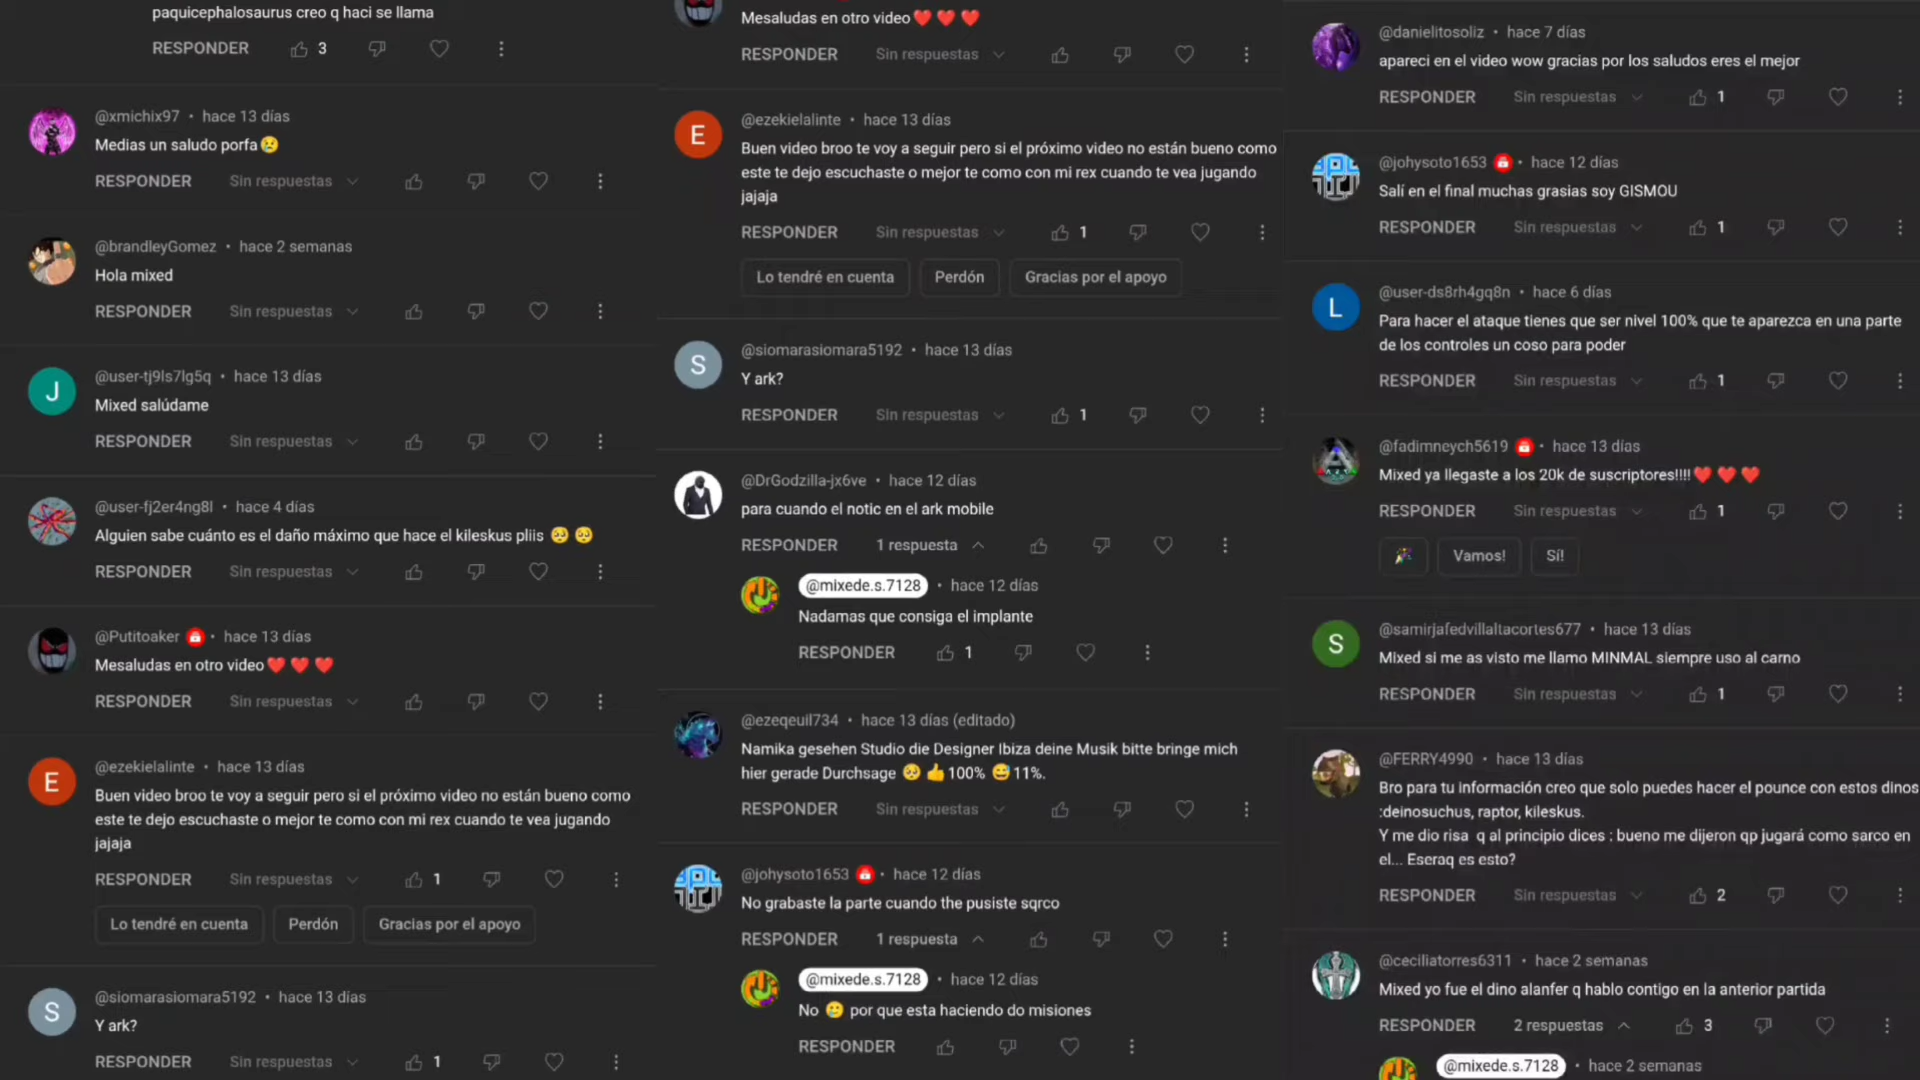 paquicephalosaurus creo q haci se llama
RESPONDER 3
@xmichix97 • hace 13 días
Medias un saludo porfa😢
RESPONDER Sin respuestas
@brandleyGomez • hace 2 semanas
Hola mixed
RESPONDER Sin respuestas
J
@user-tj9ls7lg5q • hace 13 días
Mixed salúdame
RESPONDER Sin respuestas
@user-fj2er4ng8l • hace 4 días
Alguien sabe cuánto es el daño máximo que hace el kileskus pliis 🥺 🥺
RESPONDER Sin respuestas
@Putitoaker • hace 13 días
Mesaludas en otro video❤️ ❤️ ❤️
RESPONDER Sin respuestas
E
@ezekielalinte • hace 13 días
Buen video broo te voy a seguir pero si el próximo video no están bueno como
este te dejo escuchaste o mejor te como con mi rex cuando te vea jugando
jajaja
RESPONDER Sin respuestas 1
Lo tendré en cuenta Perdón Gracias por el apoyo
S
@siomarasiomara5192 • hace 13 días
Y ark?
RESPONDER Sin respuestas 1
Mesaludas en otro video❤️ ❤️ ❤️
RESPONDER Sin respuestas
E
@ezekielalinte • hace 13 días
Buen video broo te voy a seguir pero si el próximo video no están bueno como
este te dejo escuchaste o mejor te como con mi rex cuando te vea jugando
jajaja
RESPONDER Sin respuestas 1
Lo tendré en cuenta Perdón Gracias por el apoyo
S
@siomarasiomara5192 • hace 13 días
Y ark?
RESPONDER Sin respuestas 1
@DrGodzilla-jx6ve • hace 12 días
para cuando el notic en el ark mobile
RESPONDER 1 respuesta
@mixede.s.7128 • hace 12 días
Nadamas que consiga el implante
RESPONDER 1
@ezeqeuil734 • hace 13 días (editado)
Namika gesehen Studio die Designer Ibiza deine Musik bitte bringe mich
hier gerade Durchsage 🥺 👍100% 😅11%.
RESPONDER Sin respuestas
@johysoto1653 • hace 12 días
No grabaste la parte cuando the pusiste sqrco
RESPONDER 1 respuesta
@mixede.s.7128 • hace 12 días
No 🥲 por que esta haciendo do misiones
RESPONDER
@danielitosoliz • hace 7 días
apareci en el video wow gracias por los saludos eres el mejor
RESPONDER Sin respuestas 1
@johysoto1653 • hace 12 días
Salí en el final muchas grasias soy GISMOU
RESPONDER Sin respuestas 1
L
@user-ds8rh4gq8n • hace 6 días
Para hacer el ataque tienes que ser nivel 100% que te aparezca en una parte
de los controles un coso para poder
RESPONDER Sin respuestas 1
@fadimneych5619 • hace 13 días
Mixed ya llegaste a los 20k de suscriptores!!!!❤️ ❤️ ❤️
RESPONDER Sin respuestas 1
🎉 Vamos! Sí!
S
@samirjafedvillaltacortes677 • hace 13 días
Mixed si me as visto me llamo MINMAL siempre uso al carno
RESPONDER Sin respuestas 1
@FERRY4990 • hace 13 días
Bro para tu información creo que solo puedes hacer el pounce con estos dinos
:deinosuchus, raptor, kileskus.
Y me dio risa q al principio dices : bueno me dijeron qp jugará como sarco en
el... Eseraq es esto?
RESPONDER Sin respuestas 2
@ceciliatorres6311 • hace 2 semanas
Mixed yo fue el dino alanfer q hablo contigo en la anterior partida
RESPONDER 2 respuestas 3
@mixede.s.7128 • hace 2 semanas